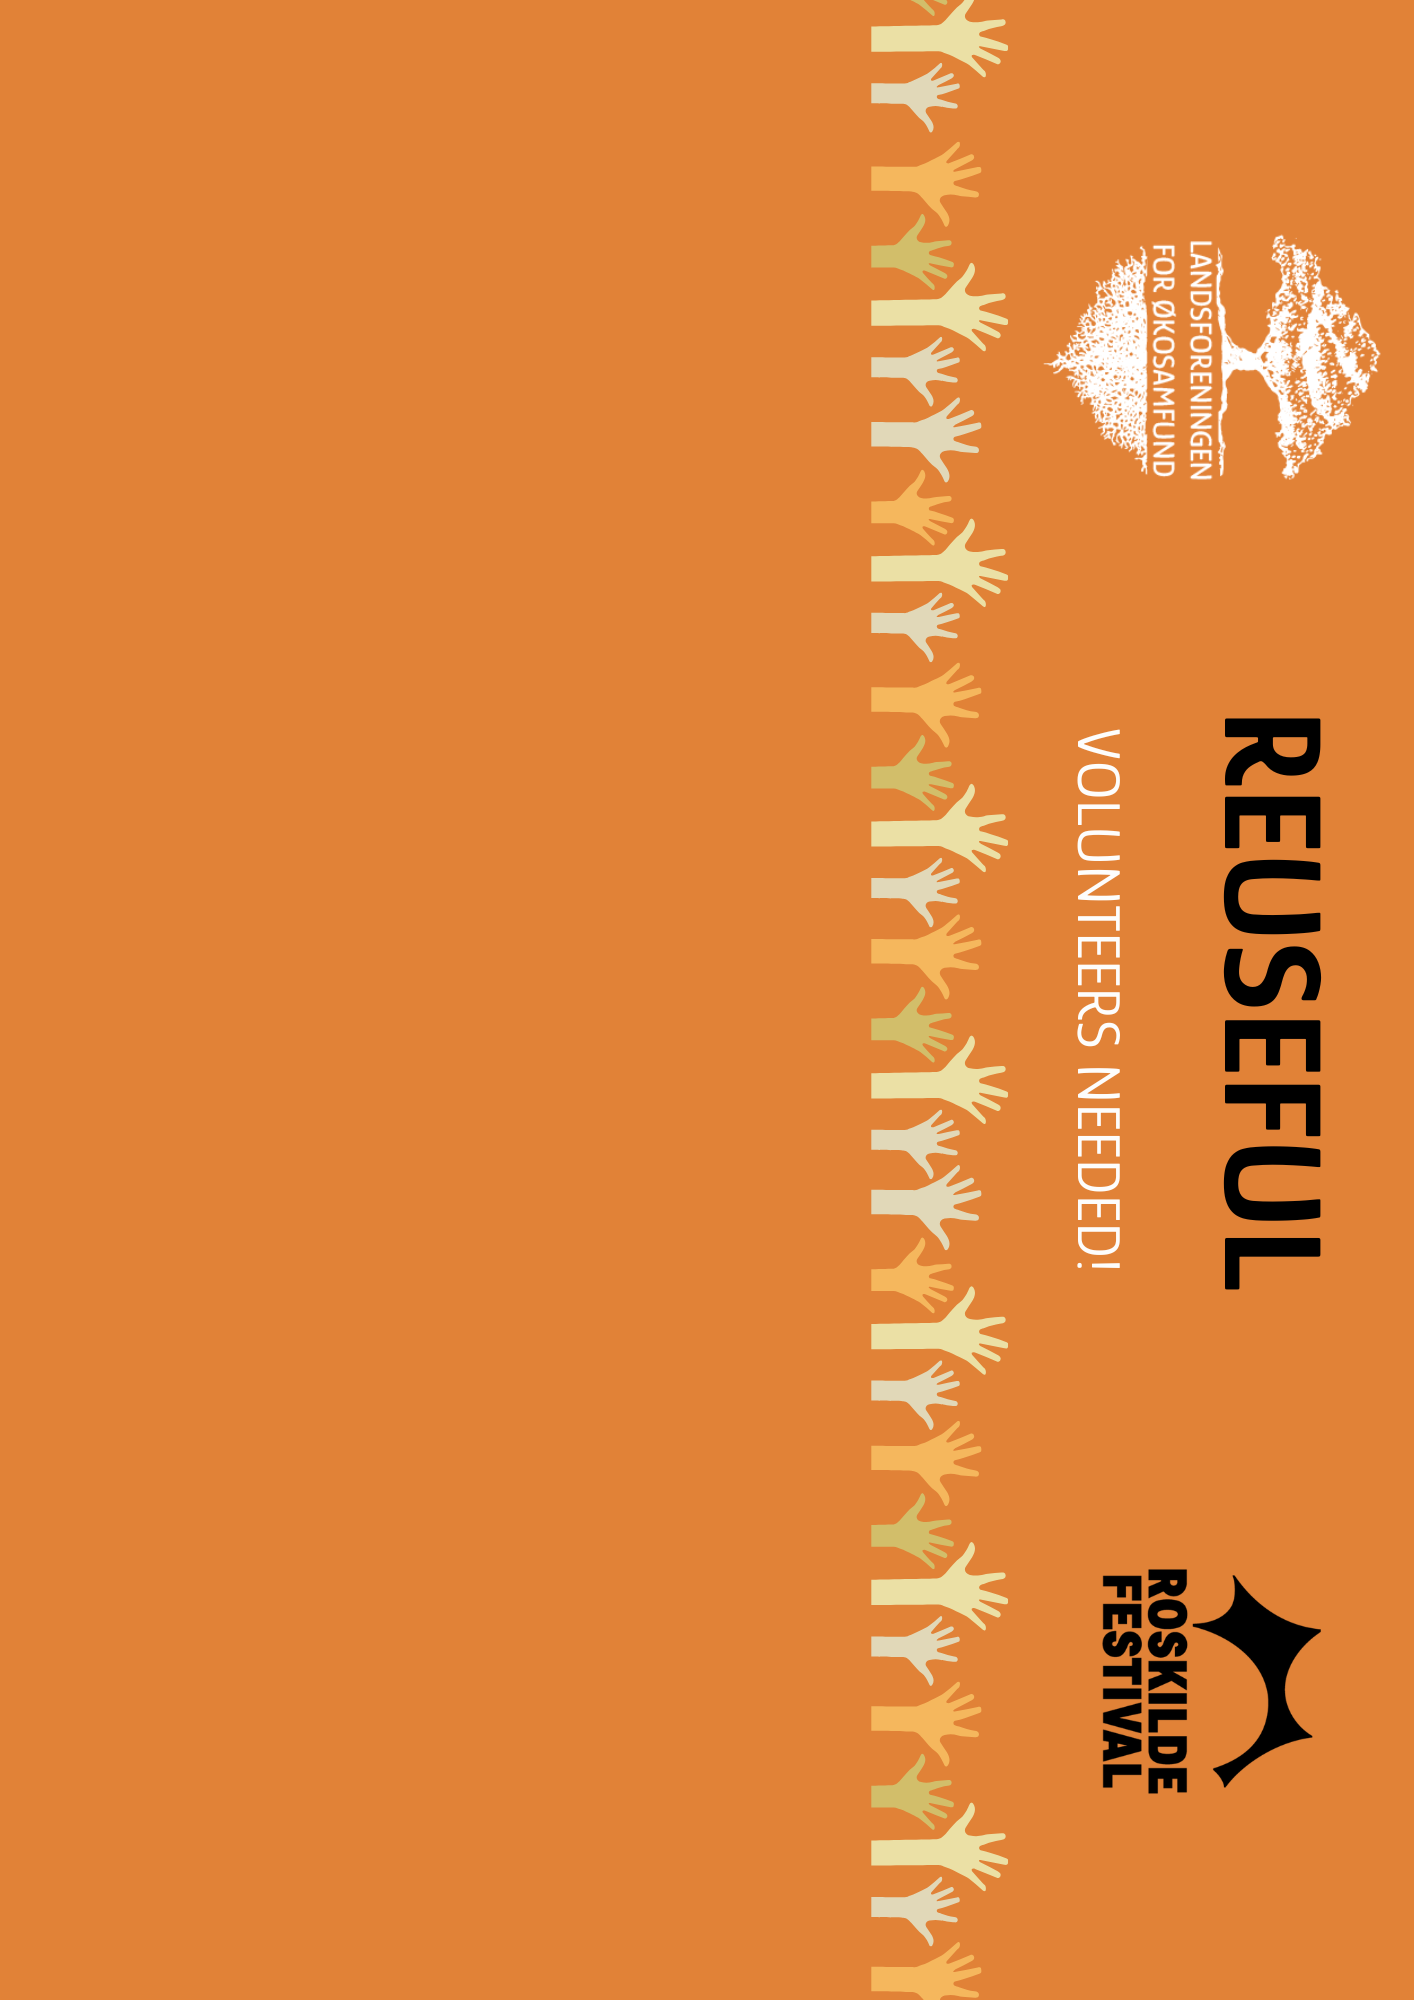 LANDSFORENINGEN
FOR ØKOSAMFUND
REUSEFUL
VOLUNTEERS NEEDED!
ROSKILDE
FESTIVAL